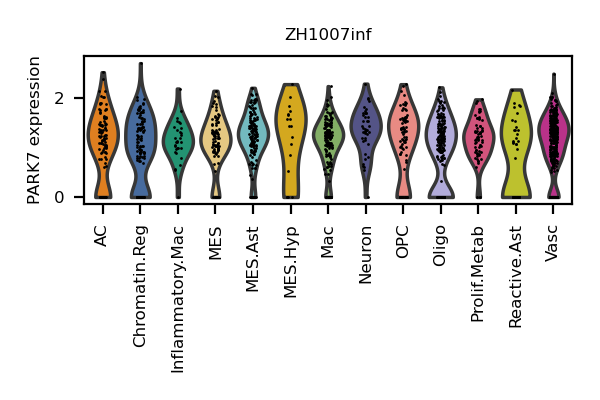 ZH1007inf
PARK7 expression
2
0
AC
Chromatin.Reg
Inflammatory.Mac
MES
MES.Ast
MES.Hyp
Mac
Neuron
OPC
Oligo
Prolif.Metab
Reactive.Ast
Vasc